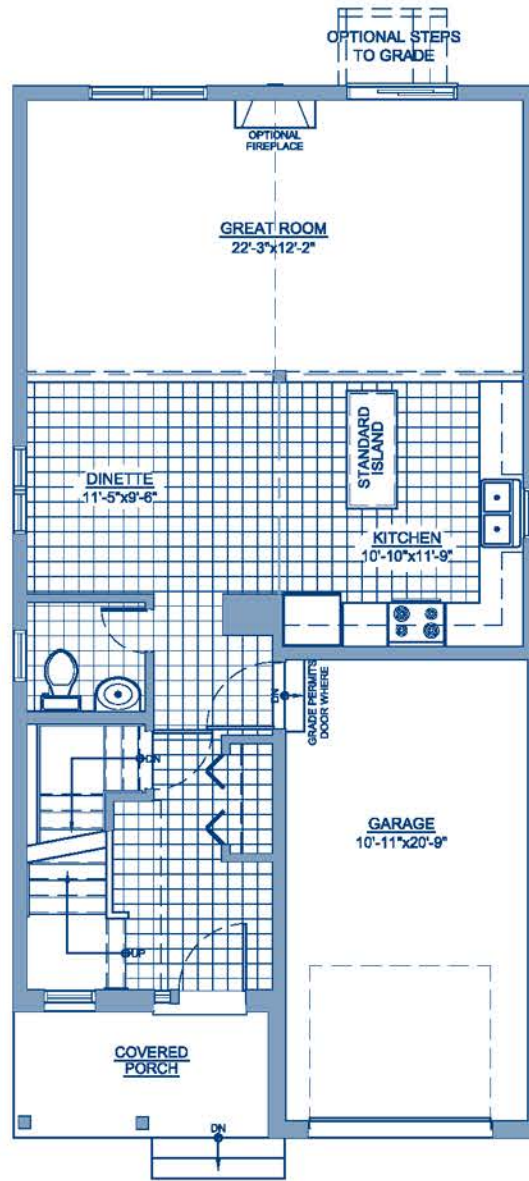 OPTIONAL STEPS
TO GRADE
OPTIONAL
FIREPLACE
GREAT ROOM
22'-3"x12'-2"
STANDARD
ISLAND
DINETTE
11'-5"x9'-6"
KITCHEN
10'-10"x11'-9"
DN
GRADE PERMITS
DOOR WHERE
DN
GARAGE
10'-11"x20'-9"
UP
COVERED
PORCH
DN